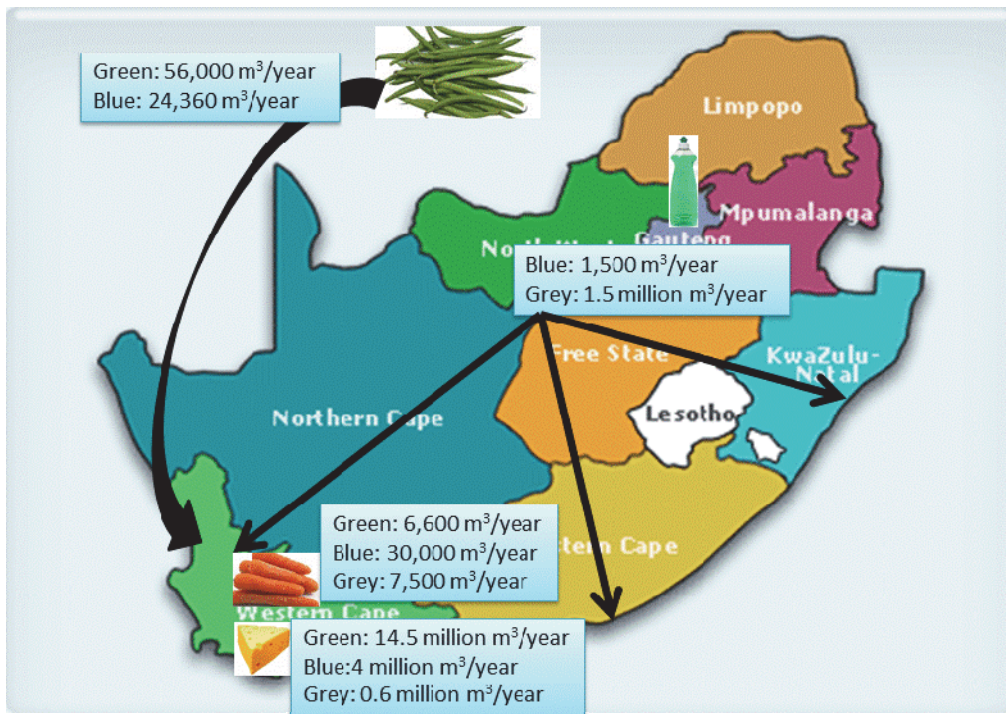 Green: 56,000 m³/year
Blue: 24,360 m³/year
Limpopo
Mpumalanga
Gauteng
Blue: 1,500 m³/year
Grey: 1.5 million m³/year
Free State
KwaZulu-
Natal
Lesotho
Northern Cape
Green: 6,600 m³/year
Blue: 30,000 m³/year
Grey: 7,500 m³/year
stern Cape
Western Cape
Green: 14.5 million m³/year
Blue:4 million m³/year
Grey: 0.6 million m³/year